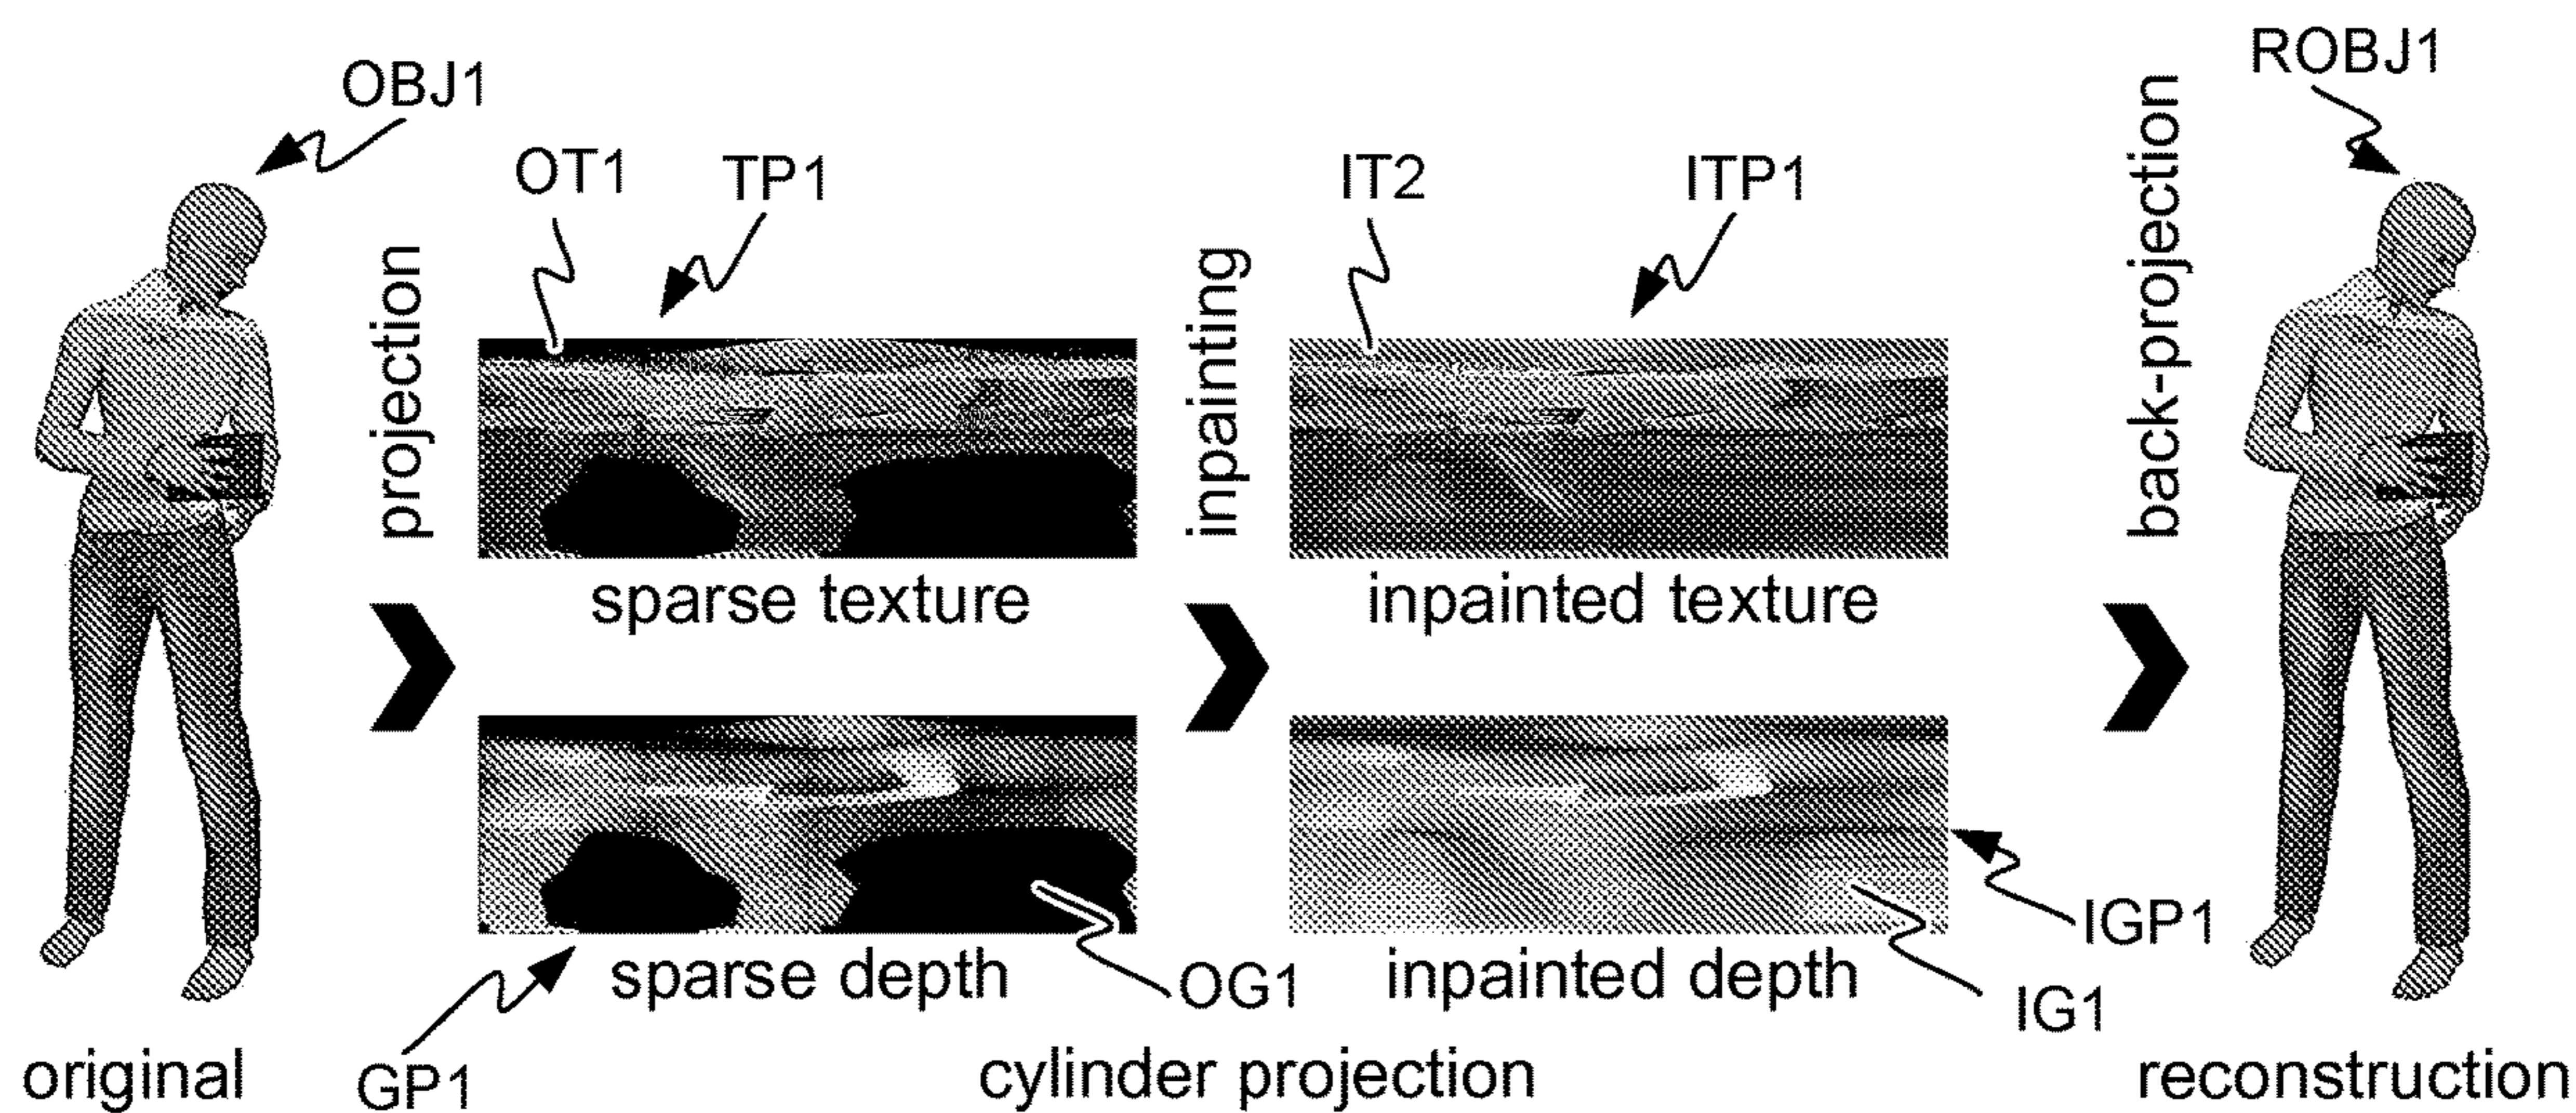 OBJ1
ROBJ1
OT1
TP1
IT2
ITP1
projection
inpainting
back-projection
sparse texture
inpainted texture
sparse depth
OG1
inpainted depth
IGP1
IG1
original
GP1
cylinder projection
reconstruction